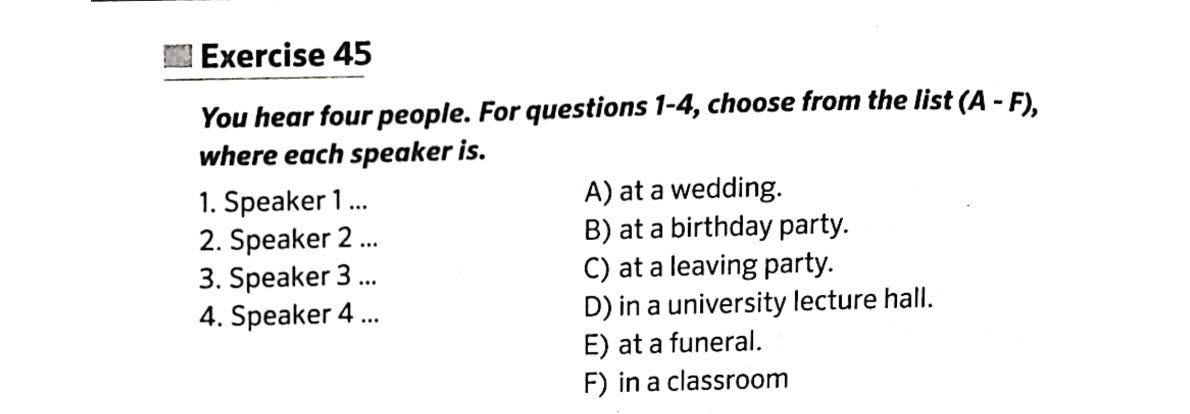 Exercise 45
You hear four people. For questions 1-4, choose from the list (A - F),
where each speaker is.
1. Speaker 1 ...
2. Speaker 2 ...
3. Speaker 3 ...
4. Speaker 4 ...
A) at a wedding.
B) at a birthday party.
C) at a leaving party.
D) in a university lecture hall.
E) at a funeral.
F) in a classroom